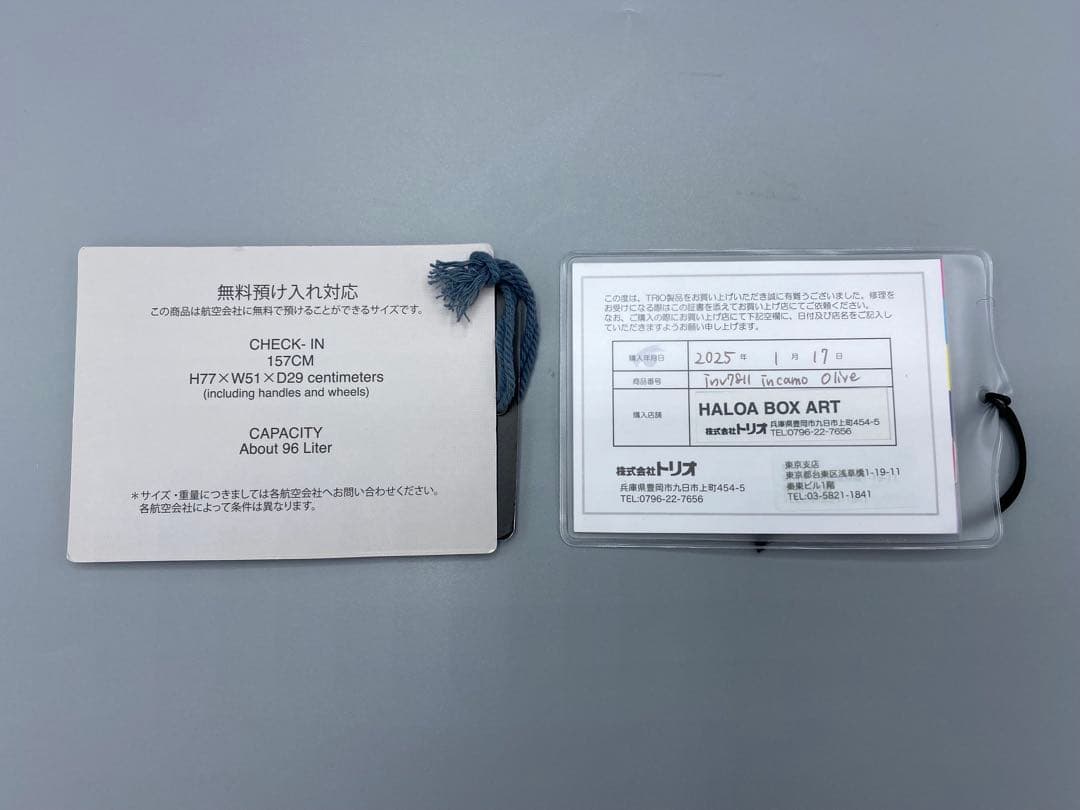 無料預け入れ対応
この商品は航空会社に無料で預けることができるサイズです。
CHECK- IN
157CM
H77×W51×D29 centimeters
(including handles and wheels)
CAPACITY
About 96 Liter
＊サイズ・重量につきましては各航空会社へお問い合わせください。
各航空会社によって条件は異なります。
この度は、TRIO製品をお買い上げいただき誠に有難うございました。修理を
お受けになる際はこの証書を添えてお買い上げ店にてご依頼ください。
なお、ご購入の際にお買い上げ店にて下記空欄に、日付及び店名をご記入し
ていただきますようお願い申し上げます。
購入年月日 2025 年 1 月 17 日
商品番号 inv7811 incamo Olive
購入店舗
HALOA BOX ART
株式会社トリオ 兵庫県豊岡市九日市上町454-5
TEL:0796-22-7656
株式会社トリオ
兵庫県豊岡市九日市上町454-5
TEL:0796-22-7656
東京支店
東京都台東区浅草橋1-19-11
秦東ビル1階
TEL:03-5821-1841